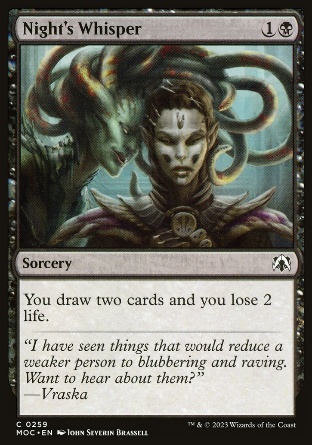 Night's Whisper 1
Sorcery
You draw two cards and you lose 2
life.
“I have seen things that would reduce a
weaker person to blubbering and raving.
Want to hear about them?”
—Vraska
C 0259
MOC • EN JOHN SEVERIN BRASSELL
™ & © 2023 Wizards of the Coast